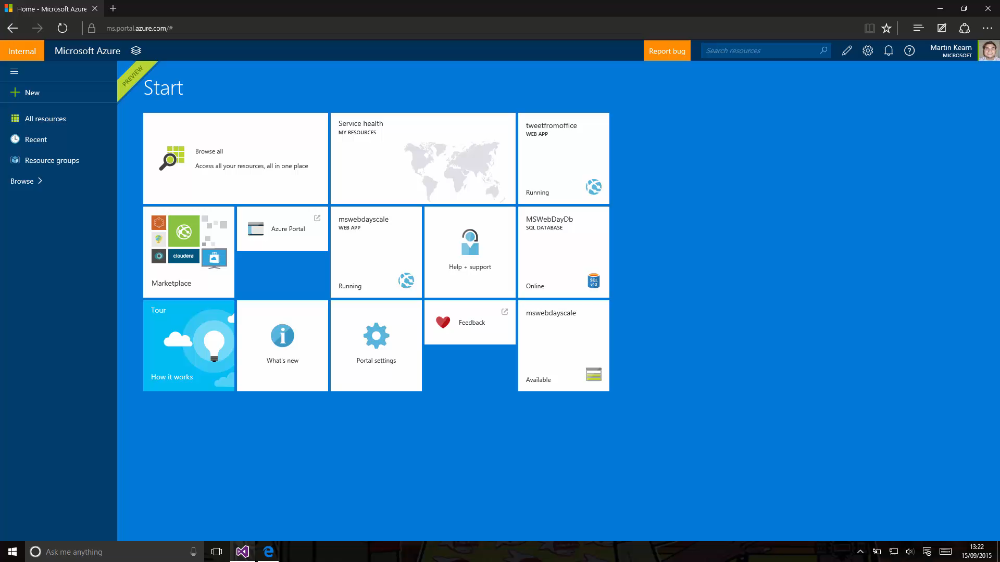 Home - Microsoft Azure
ms.portal.azure.com/#
Internal
Microsoft Azure
Report bug
Search resources
Martin Kearn
MICROSOFT
New
All resources
Recent
Resource groups
Browse
PREVIEW
Start
Browse all
Access all your resources, all in one place
Service health
MY RESOURCES
tweetfromoffice
WEB APP
Running
cloudera
Marketplace
Azure Portal
mswebdayscale
WEB APP
Running
Help + support
MSWebDayDb
SQL DATABASE
Online
SQL
v12
Tour
How it works
What's new
Portal settings
Feedback
mswebdayscale
Available
Ask me anything
13:22
15/09/2015